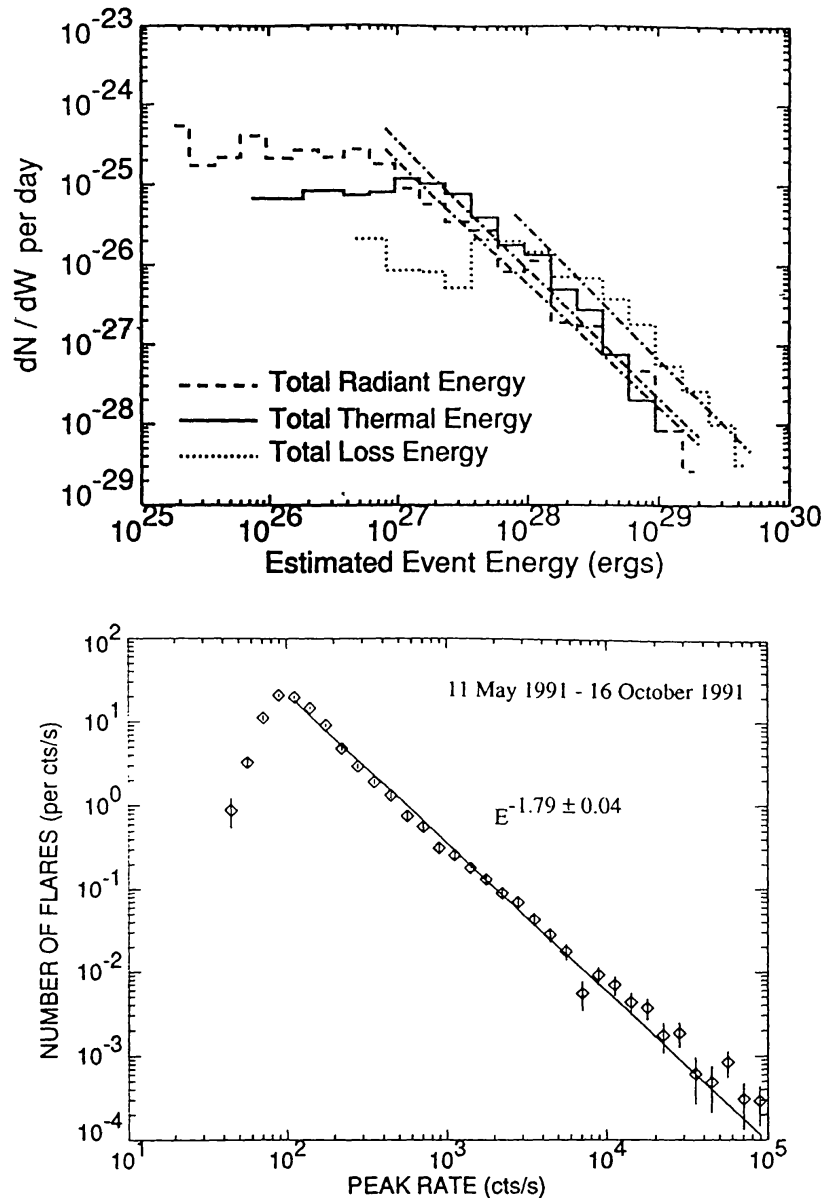 10^-23
10^-24
10^-25
10^-26
10^-27
10^-28
10^-29
dN / dW per day
Total Radiant Energy
Total Thermal Energy
Total Loss Energy
10^25 10^26 10^27 10^28 10^29 10^30
Estimated Event Energy (ergs)
10^2
10^1
10^0
10^-1
10^-2
10^-3
10^-4
NUMBER OF FLARES (per cts/s)
11 May 1991 - 16 October 1991
E^-1.79 ± 0.04
10^1 10^2 10^3 10^4 10^5
PEAK RATE (cts/s)